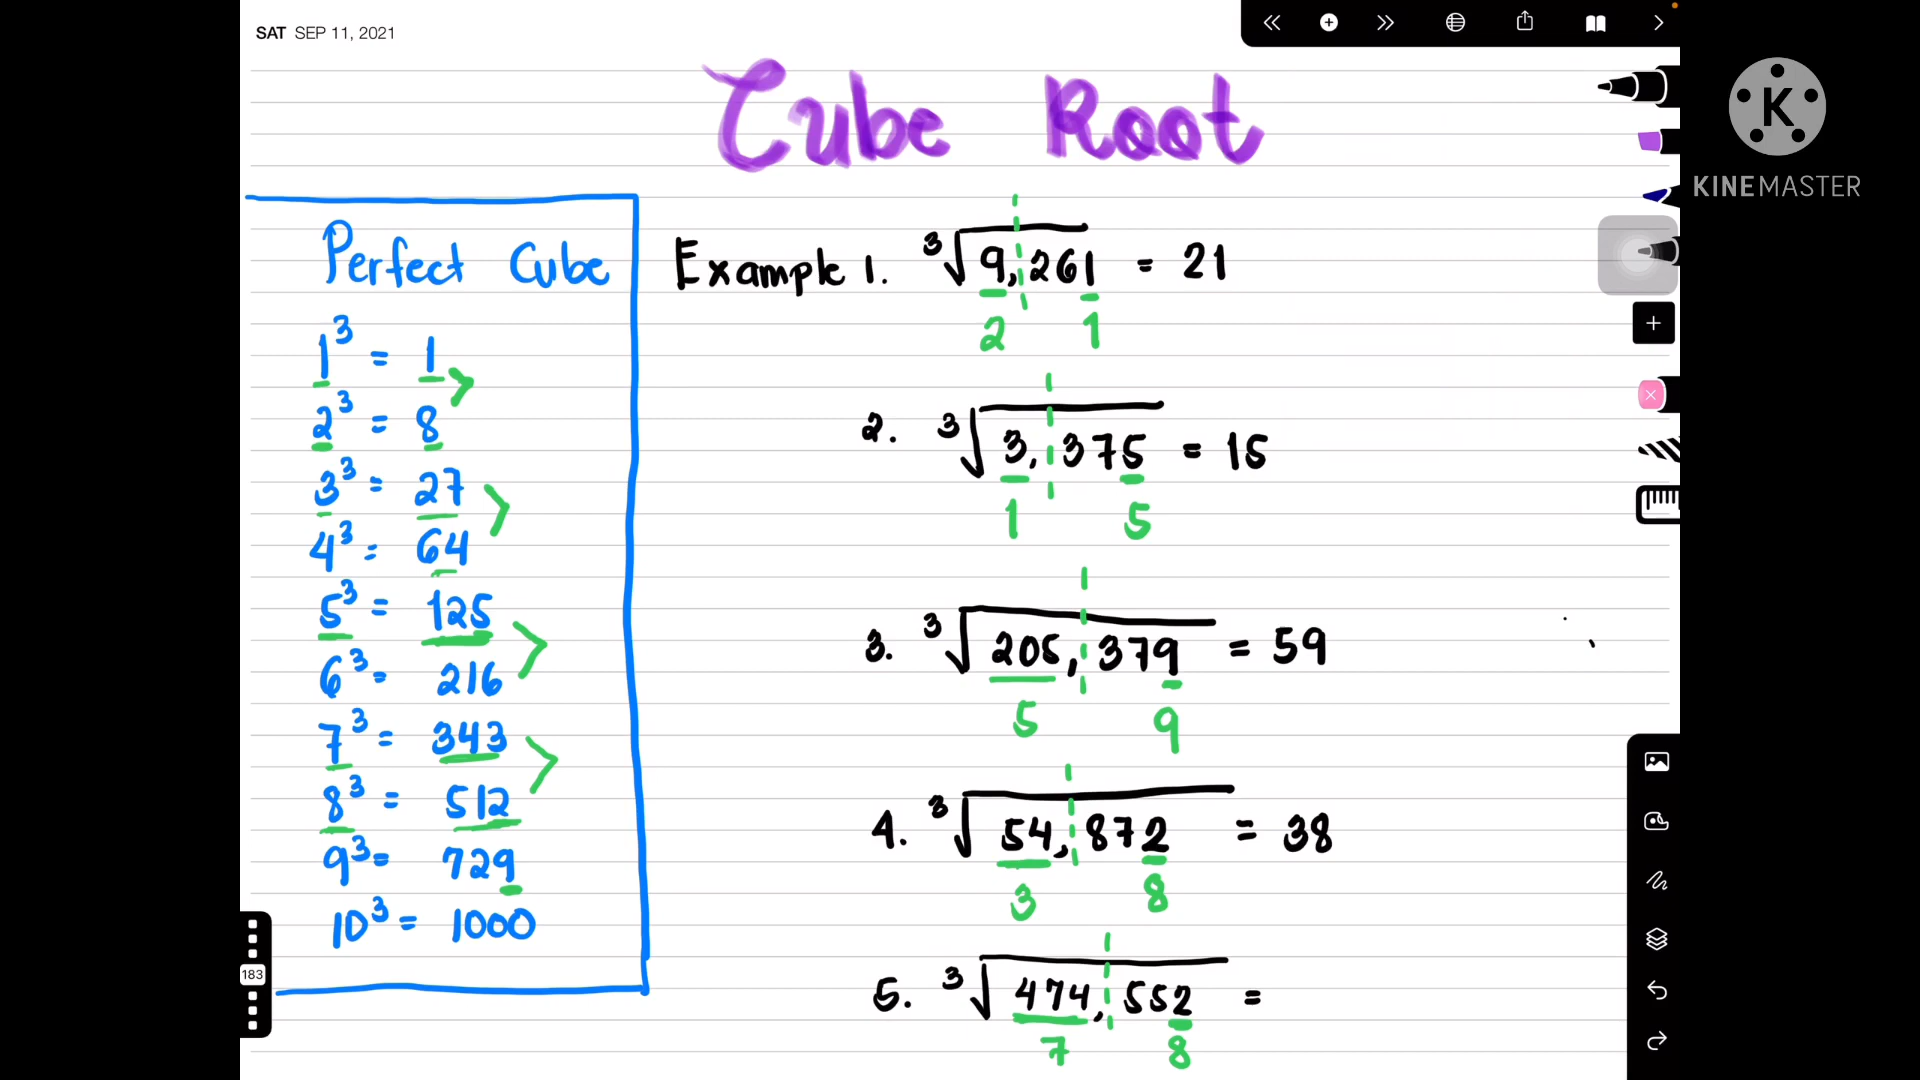 SAT SEP 11, 2021
Cube Root
Perfect Cube
1³ = 1
2³ = 8
3³ = 27
4³ = 64
5³ = 125
6³ = 216
7³ = 343
8³ = 512
9³ = 729
10³ = 1000
Example 1. ³√9,261 = 21
2 1
2. ³√3,375 = 15
1 5
3. ³√205,379 = 59
5 9
4. ³√54,872 = 38
3 8
5. ³√474,552 =
7 8
183
K
KINEMASTER